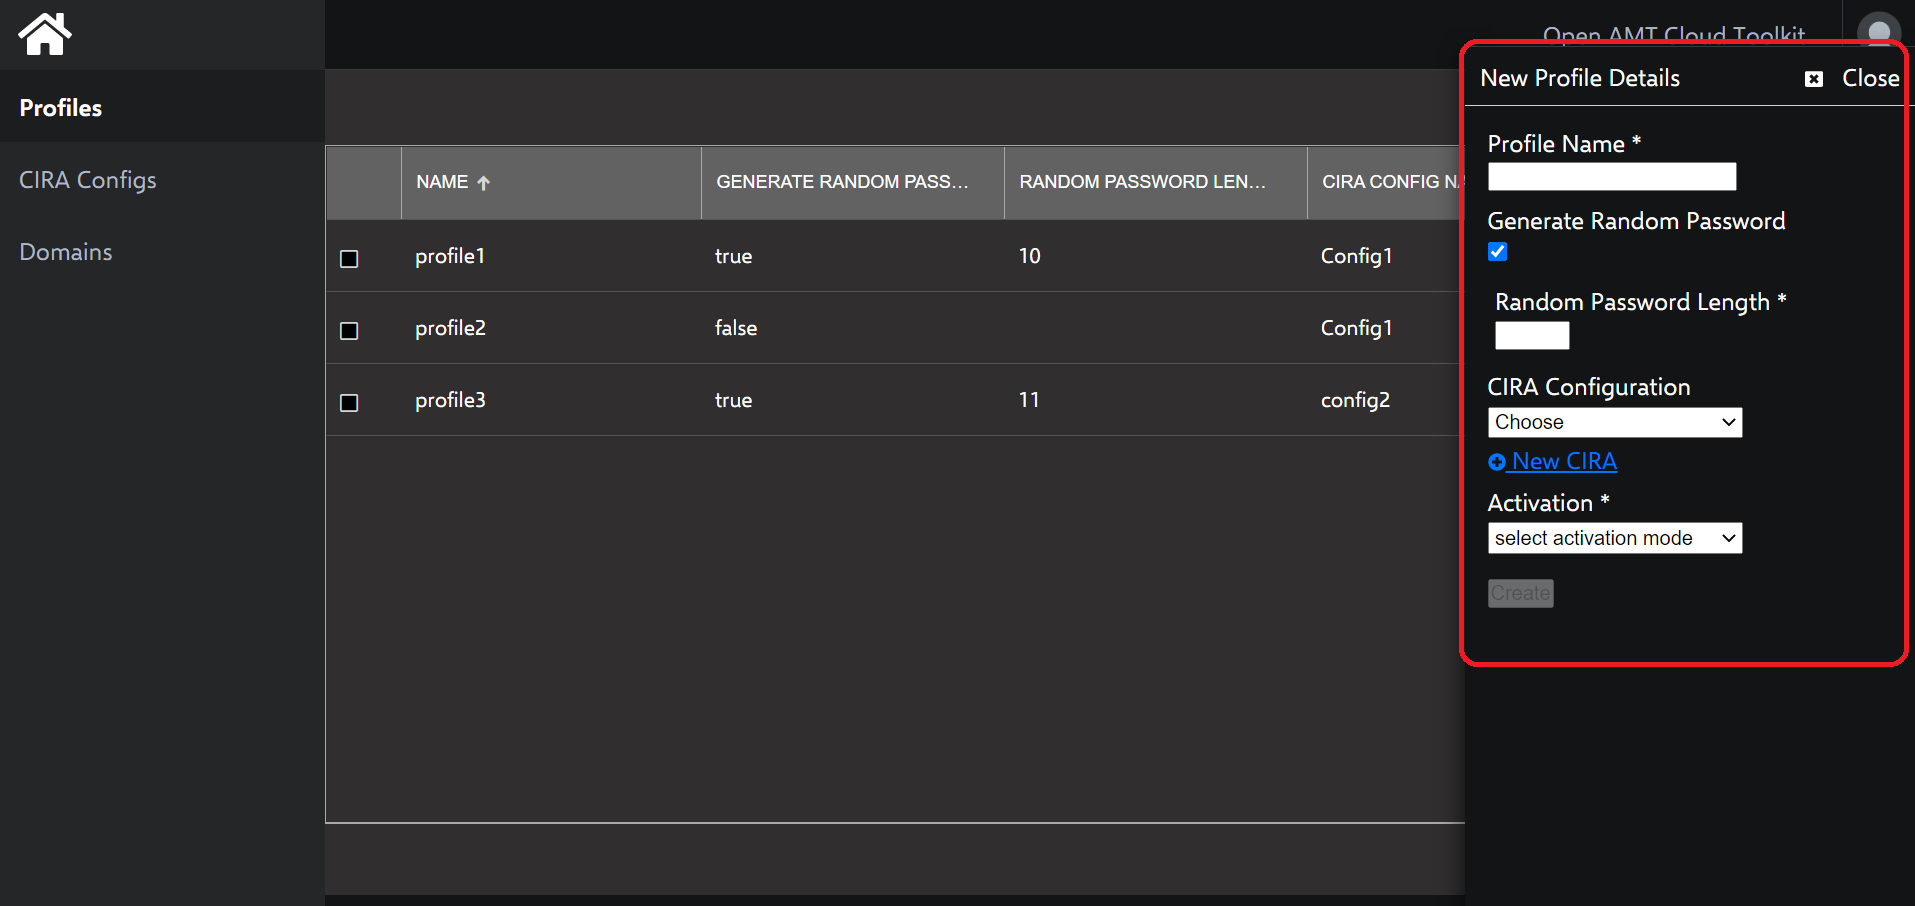 Open AMT Cloud Toolkit
Profiles
CIRA Configs
Domains
NAME GENERATE RANDOM PASS... RANDOM PASSWORD LEN... CIRA CONFIG NA
profile1 true 10 Config1
profile2 false Config1
profile3 true 11 config2
New Profile Details Close
Profile Name *
Generate Random Password
Random Password Length *
CIRA Configuration
Choose
New CIRA
Activation *
select activation mode
Create